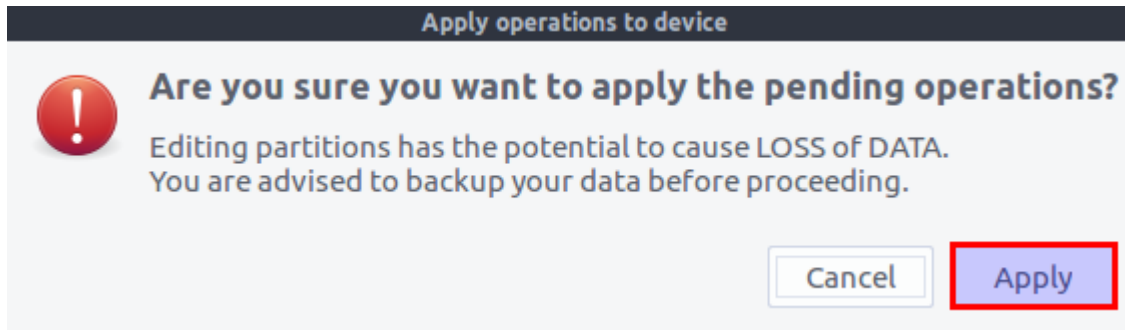 Apply operations to device
Are you sure you want to apply the pending operations?
Editing partitions has the potential to cause LOSS of DATA.
You are advised to backup your data before proceeding.
Cancel Apply